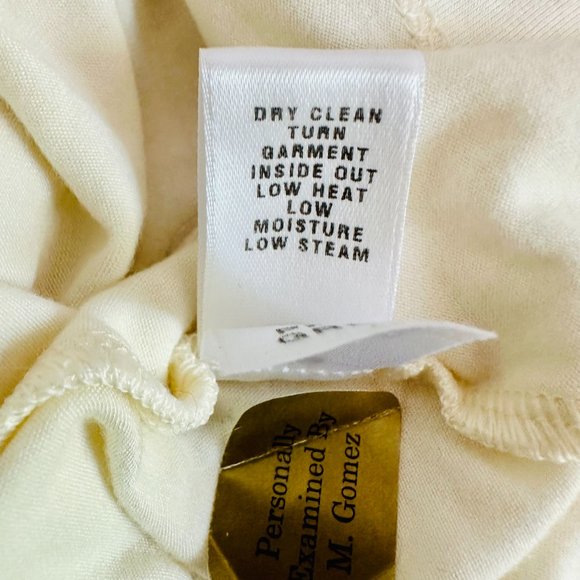 DRY CLEAN
TURN
GARMENT
INSIDE OUT
LOW HEAT
LOW
MOISTURE
LOW STEAM
Personally
Examined By
M. Gomez